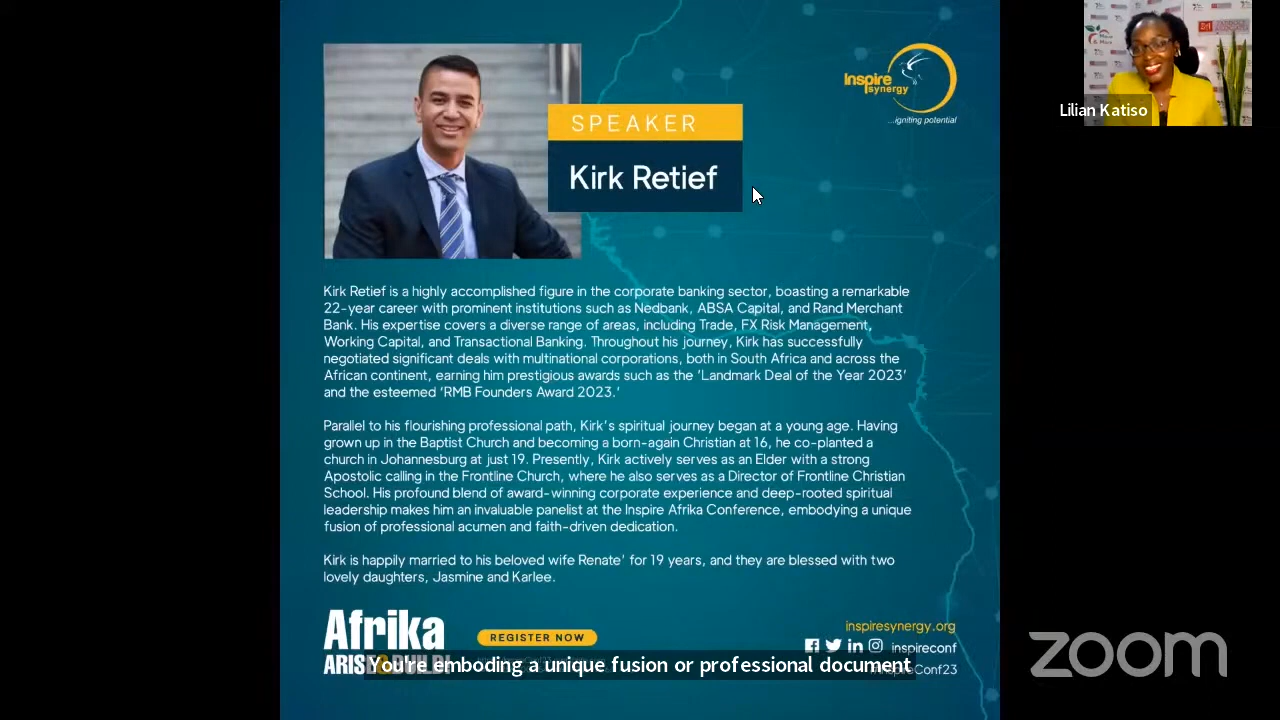 SPEAKER
Kirk Retief
Inspire
synergy
...igniting potential
Lilian Katiso
Kirk Retief is a highly accomplished figure in the corporate banking sector, boasting a remarkable
22-year career with prominent institutions such as Nedbank, ABSA Capital, and Rand Merchant
Bank. His expertise covers a diverse range of areas, including Trade, FX Risk Management,
Working Capital, and Transactional Banking. Throughout his journey, Kirk has successfully
negotiated significant deals with multinational corporations, both in South Africa and across the
African continent, earning him prestigious awards such as the ‘Landmark Deal of the Year 2023’
and the esteemed ‘RMB Founders Award 2023.’
Parallel to his flourishing professional path, Kirk’s spiritual journey began at a young age. Having
grown up in the Baptist Church and becoming a born-again Christian at 16, he co-planted a
church in Johannesburg at just 19. Presently, Kirk actively serves as an Elder with a strong
Apostolic calling in the Frontline Church, where he also serves as a Director of Frontline Christian
School. His profound blend of award-winning corporate experience and deep-rooted spiritual
leadership makes him an invaluable panelist at the Inspire Afrika Conference, embodying a unique
fusion of professional acumen and faith-driven dedication.
Kirk is happily married to his beloved wife Renate’ for 19 years, and they are blessed with two
lovely daughters, Jasmine and Karlee.
Afrika
ARISE&BUILD!
REGISTER NOW
inspiresynergy.org
inspireconf
#InspireConf23
You're emboding a unique fusion or professional document
zoom